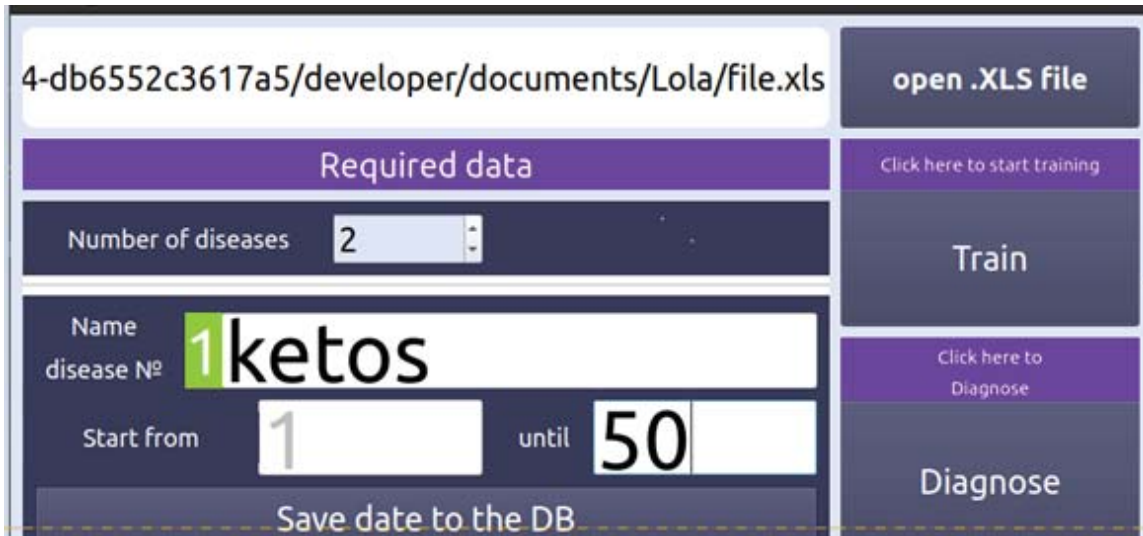 4-db6552c3617a5/developer/documents/Lola/file.xls
open .XLS file
Required data
Click here to start training
Number of diseases 2
Train
Name
disease Nº 1 ketos
Click here to
Diagnose
Start from 1 until 50
Diagnose
Save date to the DB